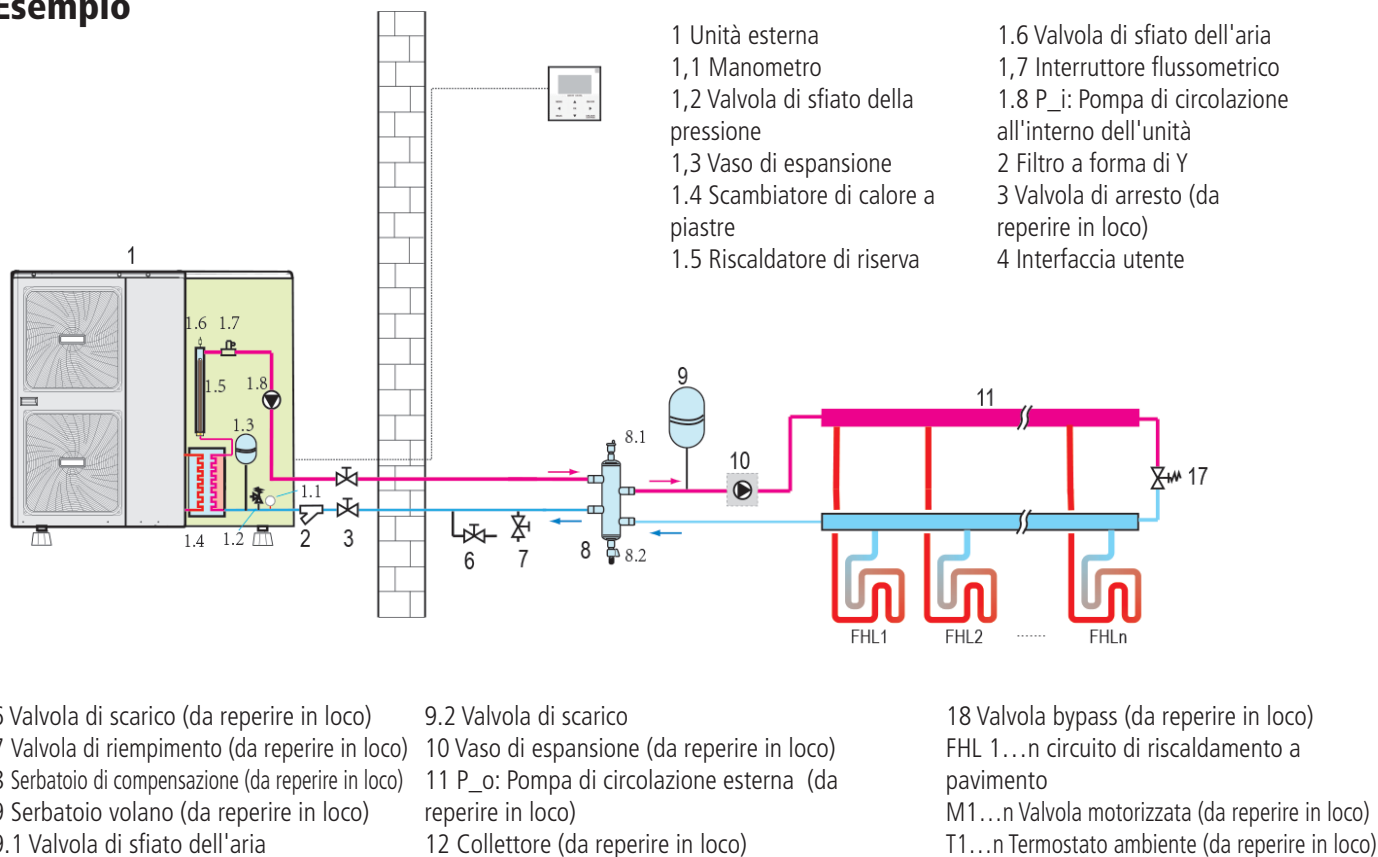 Esempio
1 Unità esterna
1,1 Manometro
1,2 Valvola di sfiato della
pressione
1,3 Vaso di espansione
1.4 Scambiatore di calore a
piastre
1.5 Riscaldatore di riserva
1.6 Valvola di sfiato dell'aria
1,7 Interruttore flussometrico
1.8 P_i: Pompa di circolazione
all'interno dell'unità
2 Filtro a forma di Y
3 Valvola di arresto (da
reperire in loco)
4 Interfaccia utente
1
1.6 1.7
1.5 1.8
1.3
1.1
1.4 1.2 2 3
6 7 8
8.1
8.2
9
10
11
17
FHL1 FHL2 ....... FHLn
6 Valvola di scarico (da reperire in loco)
7 Valvola di riempimento (da reperire in loco)
8 Serbatoio di compensazione (da reperire in loco)
9 Serbatoio volano (da reperire in loco)
9.1 Valvola di sfiato dell'aria
9.2 Valvola di scarico
10 Vaso di espansione (da reperire in loco)
11 P_o: Pompa di circolazione esterna (da
reperire in loco)
12 Collettore (da reperire in loco)
18 Valvola bypass (da reperire in loco)
FHL 1…n circuito di riscaldamento a
pavimento
M1…n Valvola motorizzata (da reperire in loco)
T1…n Termostato ambiente (da reperire in loco)